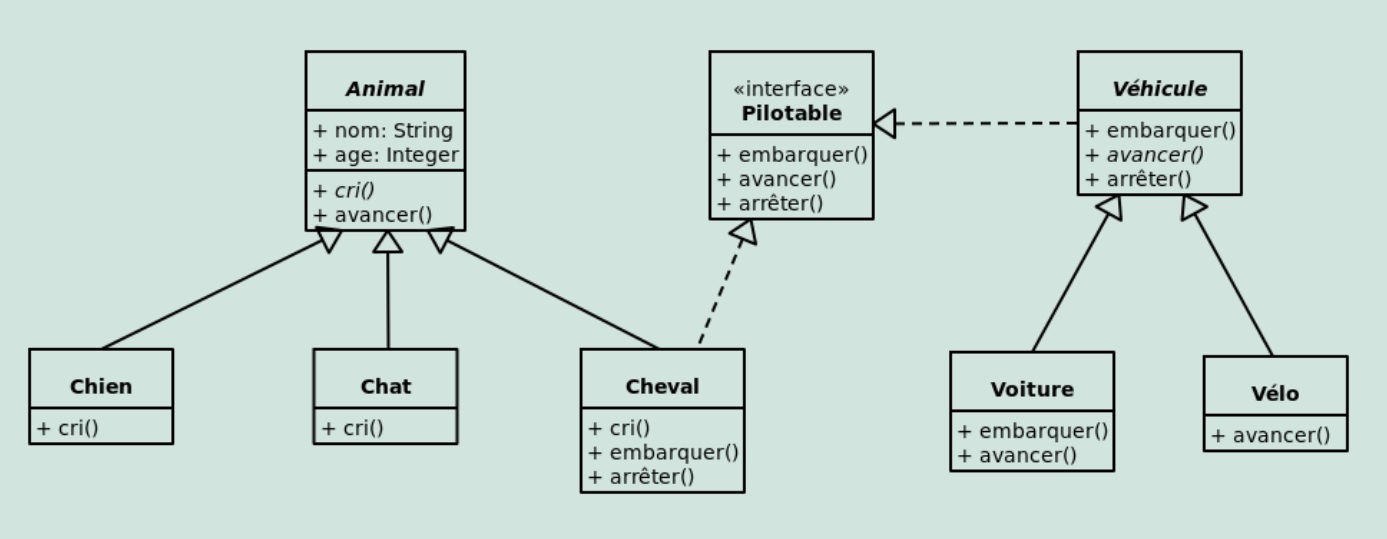 Animal
+ nom: String
+ age: Integer
+ cri()
+ avancer()
«interface»
Pilotable
+ embarquer()
+ avancer()
+ arrêter()
Véhicule
+ embarquer()
+ avancer()
+ arrêter()
Chien
+ cri()
Chat
+ cri()
Cheval
+ cri()
+ embarquer()
+ arrêter()
Voiture
+ embarquer()
+ avancer()
Vélo
+ avancer()